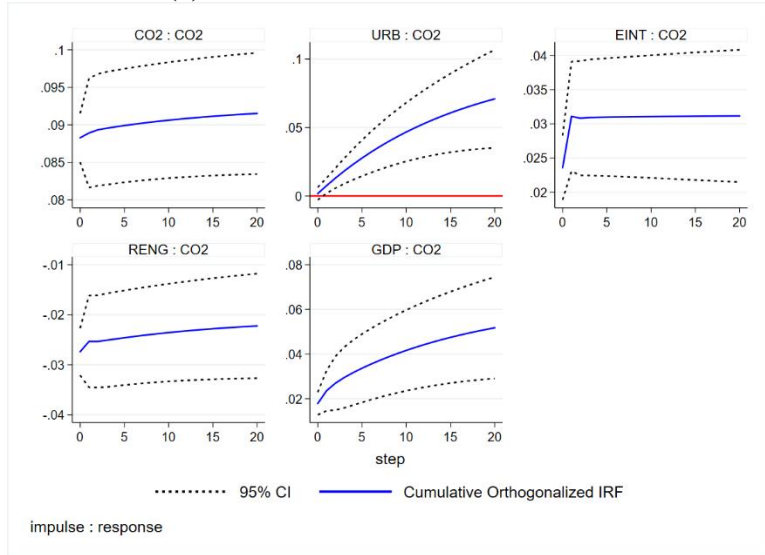 CO2 : CO2
.1
.095
.09
.085
.08
0 5 10 15 20
URB : CO2
.1
.05
0
0 5 10 15 20
EINT : CO2
.04
.035
.03
.025
.02
0 5 10 15 20
RENG : CO2
-.01
-.02
-.03
-.04
0 5 10 15 20
GDP : CO2
.08
.06
.04
.02
0 5 10 15 20
step
95% CI Cumulative Orthogonalized IRF
impulse : response